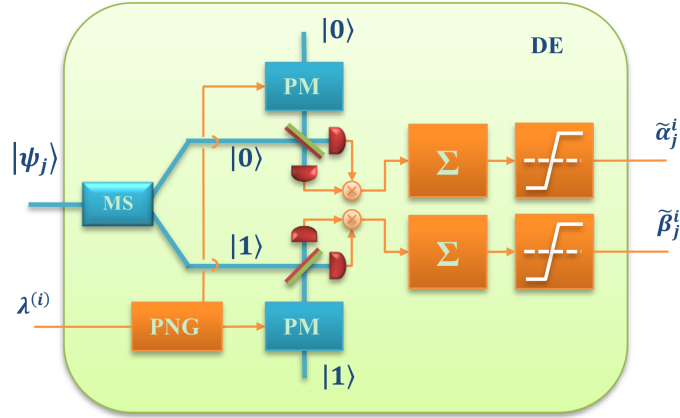 |0⟩
DE
PM
|ψ_j⟩
|0⟩
α̃_j^i
Σ
MS
|1⟩
Σ
β̃_j^i
λ^(i)
PNG
PM
|1⟩